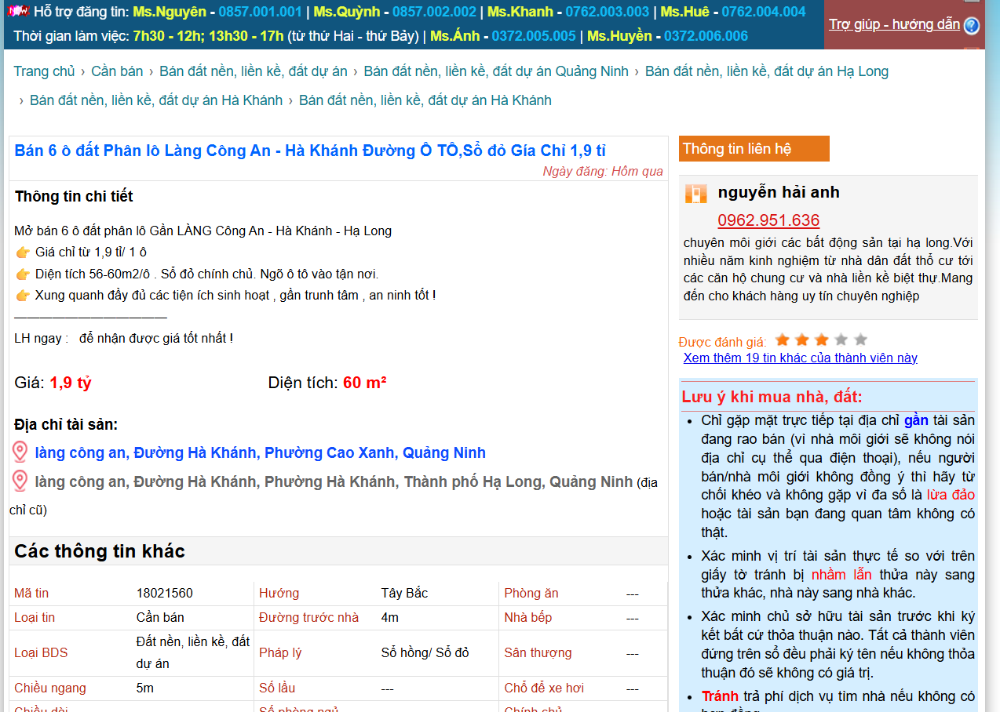 Hỗ trợ đăng tin: Ms.Nguyên - 0857.001.001 | Ms.Quỳnh - 0857.002.002 | Ms.Khanh - 0762.003.003 | Ms.Huê - 0762.004.004
Thời gian làm việc: 7h30 - 12h; 13h30 - 17h (từ thứ Hai - thứ Bảy) | Ms.Ánh - 0372.005.005 | Ms.Huyền - 0372.006.006
Trợ giúp - hướng dẫn
Trang chủ › Cần bán › Bán đất nền, liền kề, đất dự án › Bán đất nền, liền kề, đất dự án Quảng Ninh › Bán đất nền, liền kề, đất dự án Hạ Long
› Bán đất nền, liền kề, đất dự án Hà Khánh › Bán đất nền, liền kề, đất dự án Hà Khánh
Bán 6 ô đất Phân lô Làng Công An - Hà Khánh Đường Ô TÔ,Sổ đỏ Gía Chỉ 1,9 tỉ
Ngày đăng: Hôm qua
Thông tin chi tiết
Mở bán 6 ô đất phân lô Gần LÀNG Công An - Hà Khánh - Hạ Long
👉 Giá chỉ từ 1,9 tỉ/ 1 ô
👉 Diện tích 56-60m2/ô . Sổ đỏ chính chủ. Ngõ ô tô vào tận nơi.
👉 Xung quanh đầy đủ các tiện ích sinh hoạt , gần trunh tâm , an ninh tốt !
————————————
LH ngay : để nhận được giá tốt nhất !
Giá: 1,9 tỷ
Diện tích: 60 m²
Địa chỉ tài sản:
làng công an, Đường Hà Khánh, Phường Cao Xanh, Quảng Ninh
làng công an, Đường Hà Khánh, Phường Hà Khánh, Thành phố Hạ Long, Quảng Ninh (địa
chỉ cũ)
Các thông tin khác
Mã tin 18021560 Hướng Tây Bắc Phòng ăn ---
Loại tin Cần bán Đường trước nhà 4m Nhà bếp ---
Loại BDS Đất nền, liền kề, đất dự án Pháp lý Sổ hồng/ Sổ đỏ Sân thượng ---
Chiều ngang 5m Số lầu --- Chỗ để xe hơi ---
Chiều dài Số phòng ngủ Chính chủ
Thông tin liên hệ
nguyễn hải anh
0962.951.636
chuyên môi giới các bất động sản tại hạ long.Với
nhiều năm kinh nghiệm từ nhà dân đất thổ cư tới
các căn hộ chung cư và nhà liền kề biệt thự.Mang
đến cho khách hàng uy tín chuyên nghiệp
Được đánh giá:
Xem thêm 19 tin khác của thành viên này
Lưu ý khi mua nhà, đất:
• Chỉ gặp mặt trực tiếp tại địa chỉ gần tài sản
đang rao bán (vì nhà môi giới sẽ không nói
địa chỉ cụ thể qua điện thoại), nếu người
bán/nhà môi giới không đồng ý thì hãy từ
chối khéo và không gặp vì đa số là lừa đảo
hoặc tài sản bạn đang quan tâm không có
thật.
• Xác minh vị trí tài sản thực tế so với trên
giấy tờ tránh bị nhầm lẫn thửa này sang
thửa khác, nhà này sang nhà khác.
• Xác minh chủ sở hữu tài sản trước khi ký
kết bất cứ thỏa thuận nào. Tất cả thành viên
đứng trên sổ đều phải ký tên nếu không thỏa
thuận đó sẽ không có giá trị.
• Tránh trả phí dịch vụ tìm nhà nếu không có